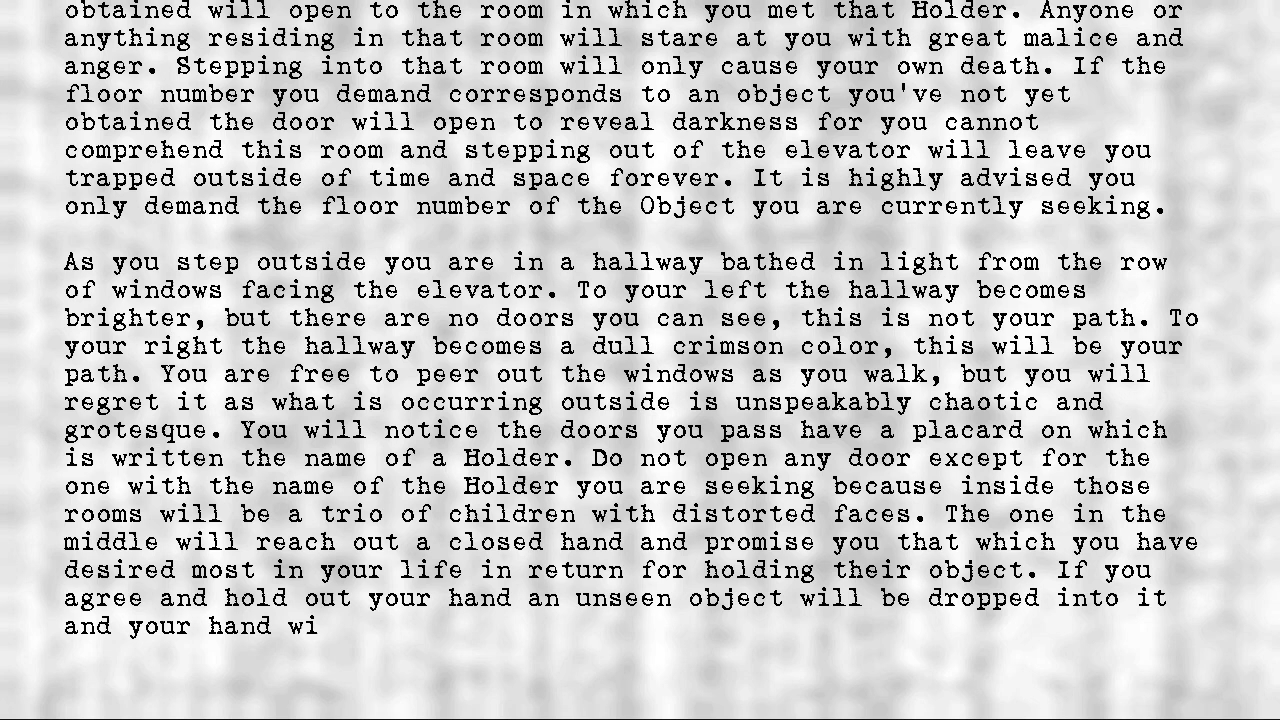 obtained will open to the room in which you met that Holder. Anyone or
anything residing in that room will stare at you with great malice and
anger. Stepping into that room will only cause your own death. If the
floor number you demand corresponds to an object you've not yet
obtained the door will open to reveal darkness for you cannot
comprehend this room and stepping out of the elevator will leave you
trapped outside of time and space forever. It is highly advised you
only demand the floor number of the Object you are currently seeking.

As you step outside you are in a hallway bathed in light from the row
of windows facing the elevator. To your left the hallway becomes
brighter, but there are no doors you can see, this is not your path. To
your right the hallway becomes a dull crimson color, this will be your
path. You are free to peer out the windows as you walk, but you will
regret it as what is occurring outside is unspeakably chaotic and
grotesque. You will notice the doors you pass have a placard on which
is written the name of a Holder. Do not open any door except for the
one with the name of the Holder you are seeking because inside those
rooms will be a trio of children with distorted faces. The one in the
middle will reach out a closed hand and promise you that which you have
desired most in your life in return for holding their object. If you
agree and hold out your hand an unseen object will be dropped into it
and your hand wi